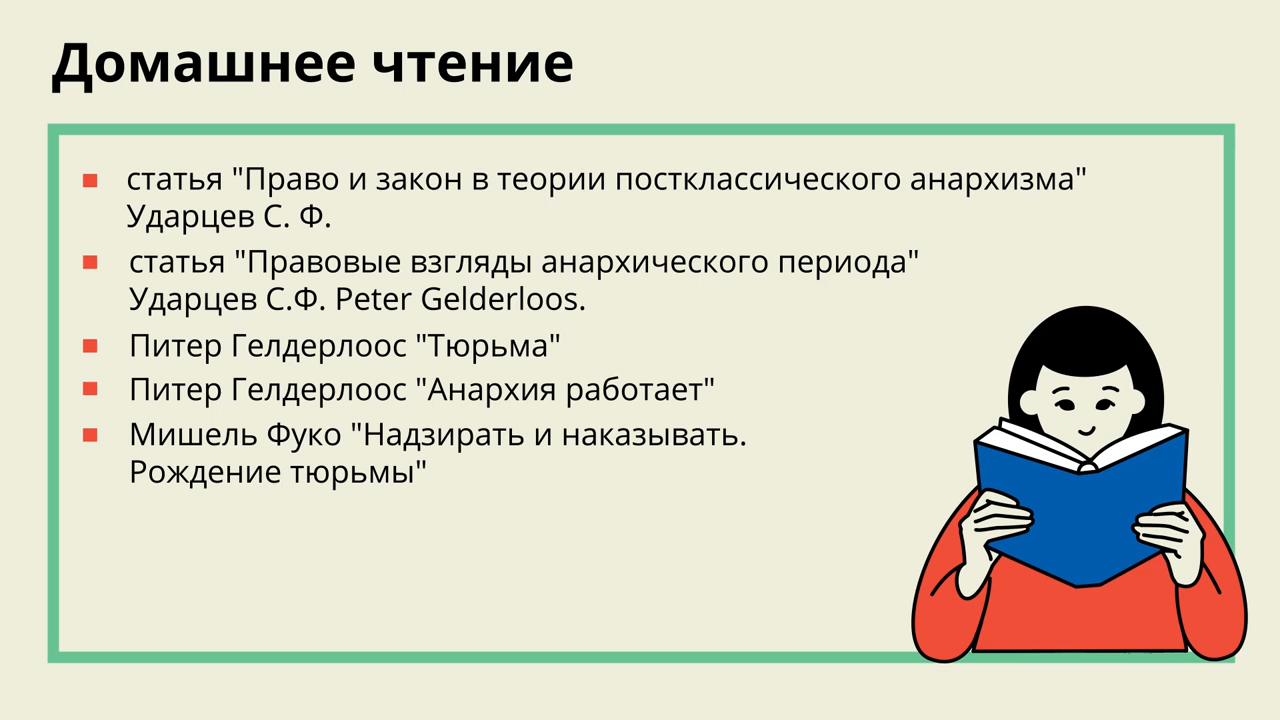 Домашнее чтение
статья "Право и закон в теории постклассического анархизма"
Ударцев С. Ф.
статья "Правовые взгляды анархического периода"
Ударцев С.Ф. Peter Gelderloos.
Питер Гелдерлоос "Тюрьма"
Питер Гелдерлоос "Анархия работает"
Мишель Фуко "Надзирать и наказывать.
Рождение тюрьмы"